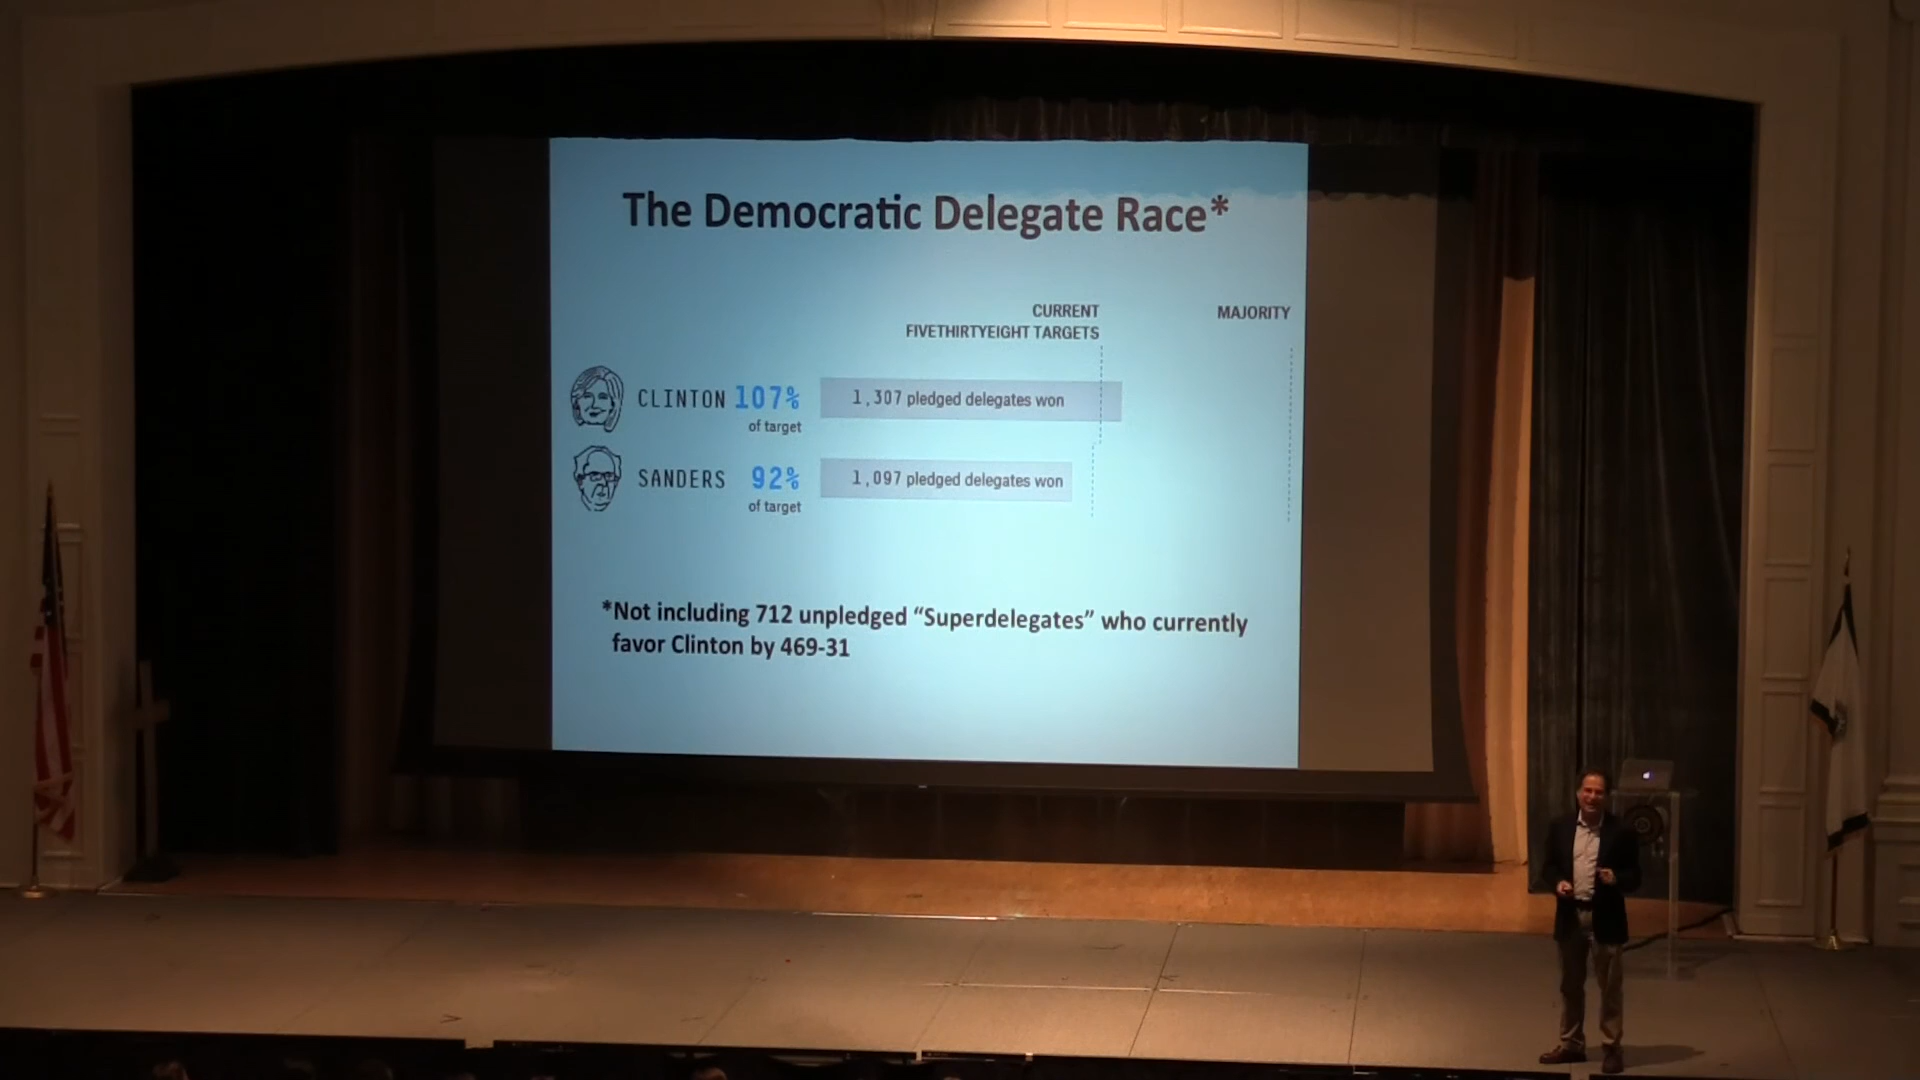 The Democratic Delegate Race*
CURRENT
FIVETHIRTYEIGHT TARGETS
MAJORITY
CLINTON 107%
of target
1,307 pledged delegates won
SANDERS 92%
of target
1,097 pledged delegates won
*Not including 712 unpledged “Superdelegates” who currently
favor Clinton by 469-31